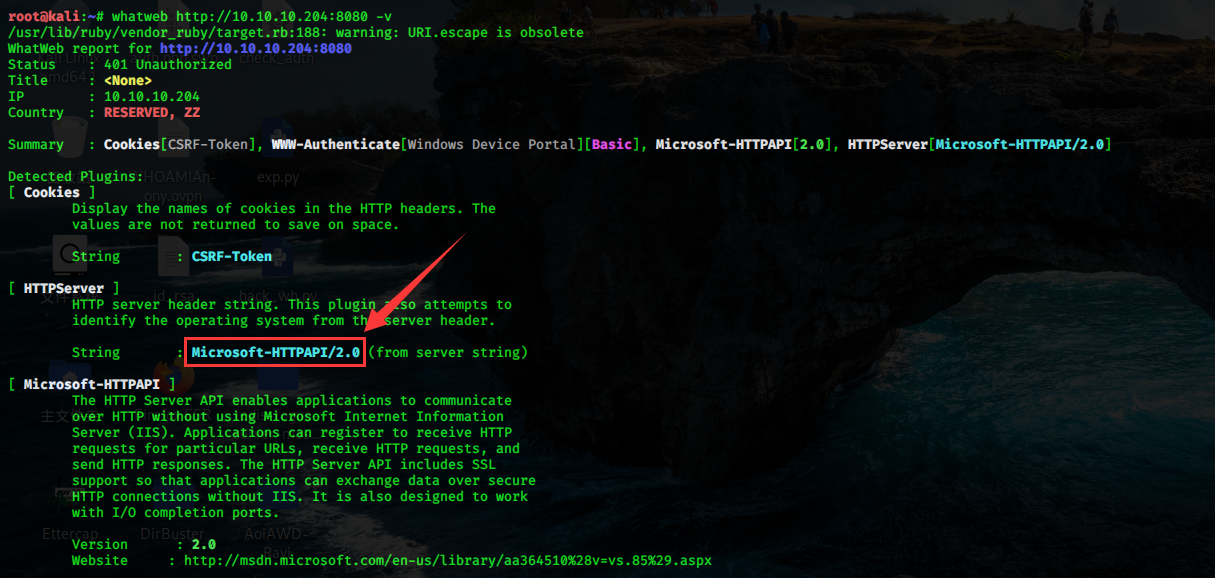 root@kali:~# whatweb http://10.10.10.204:8080 -v
/usr/lib/ruby/vendor_ruby/target.rb:188: warning: URI.escape is obsolete
WhatWeb report for http://10.10.10.204:8080
Status    : 401 Unauthorized
Title     : <None>
IP        : 10.10.10.204
Country   : RESERVED, ZZ
Summary   : Cookies[CSRF-Token], WWW-Authenticate[Windows Device Portal][Basic], Microsoft-HTTPAPI[2.0], HTTPServer[Microsoft-HTTPAPI/2.0]
Detected Plugins:
[ Cookies ]
Display the names of cookies in the HTTP headers. The
values are not returned to save on space.
String       : CSRF-Token
[ HTTPServer ]
HTTP server header string. This plugin also attempts to
identify the operating system from the server header.
String       : Microsoft-HTTPAPI/2.0 (from server string)
[ Microsoft-HTTPAPI ]
The HTTP Server API enables applications to communicate
over HTTP without using Microsoft Internet Information
Server (IIS). Applications can register to receive HTTP
requests for particular URLs, receive HTTP requests, and
send HTTP responses. The HTTP Server API includes SSL
support so that applications can exchange data over secure
HTTP connections without IIS. It is also designed to work
with I/O completion ports.
Version      : 2.0
Website     : http://msdn.microsoft.com/en-us/library/aa364510%28v=vs.85%29.aspx
check_auth
exp.py
id_rsa
hack_wb.py
Ettercap
DirBuster
AoiAWD-